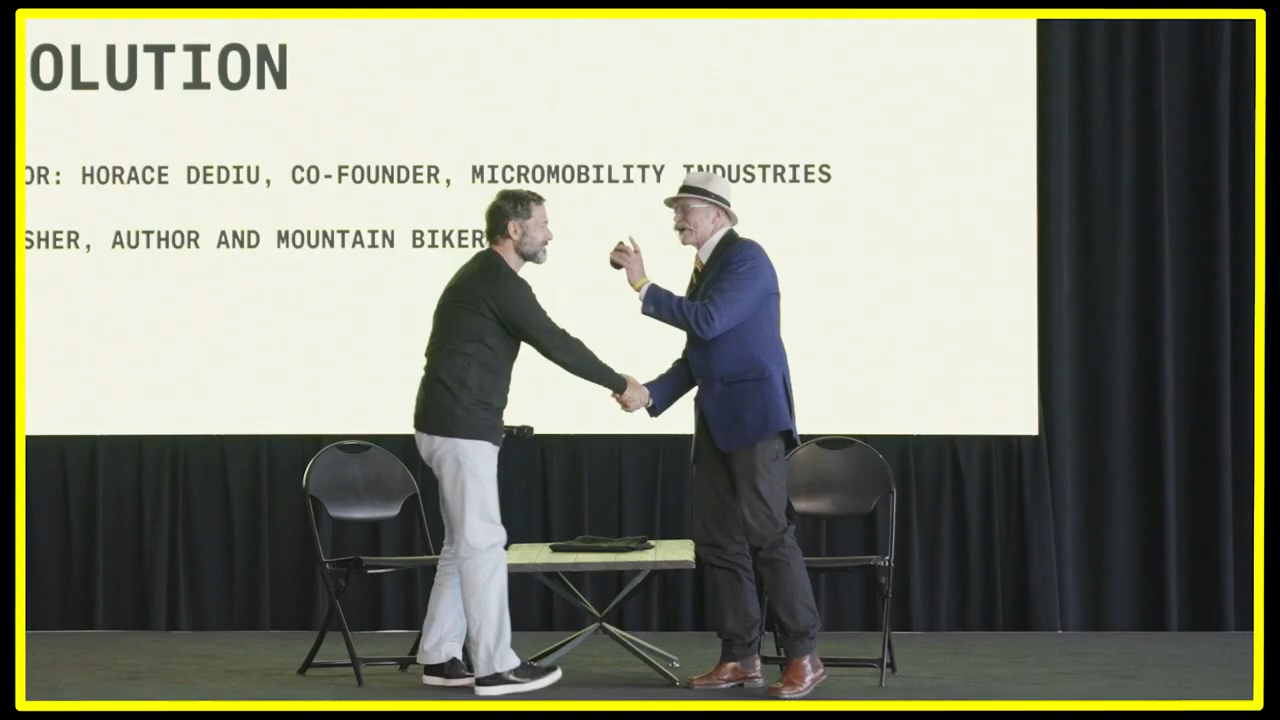 OLUTION
OR: HORACE DEDIU, CO-FOUNDER, MICROMOBILITY INDUSTRIES
SHER, AUTHOR AND MOUNTAIN BIKER